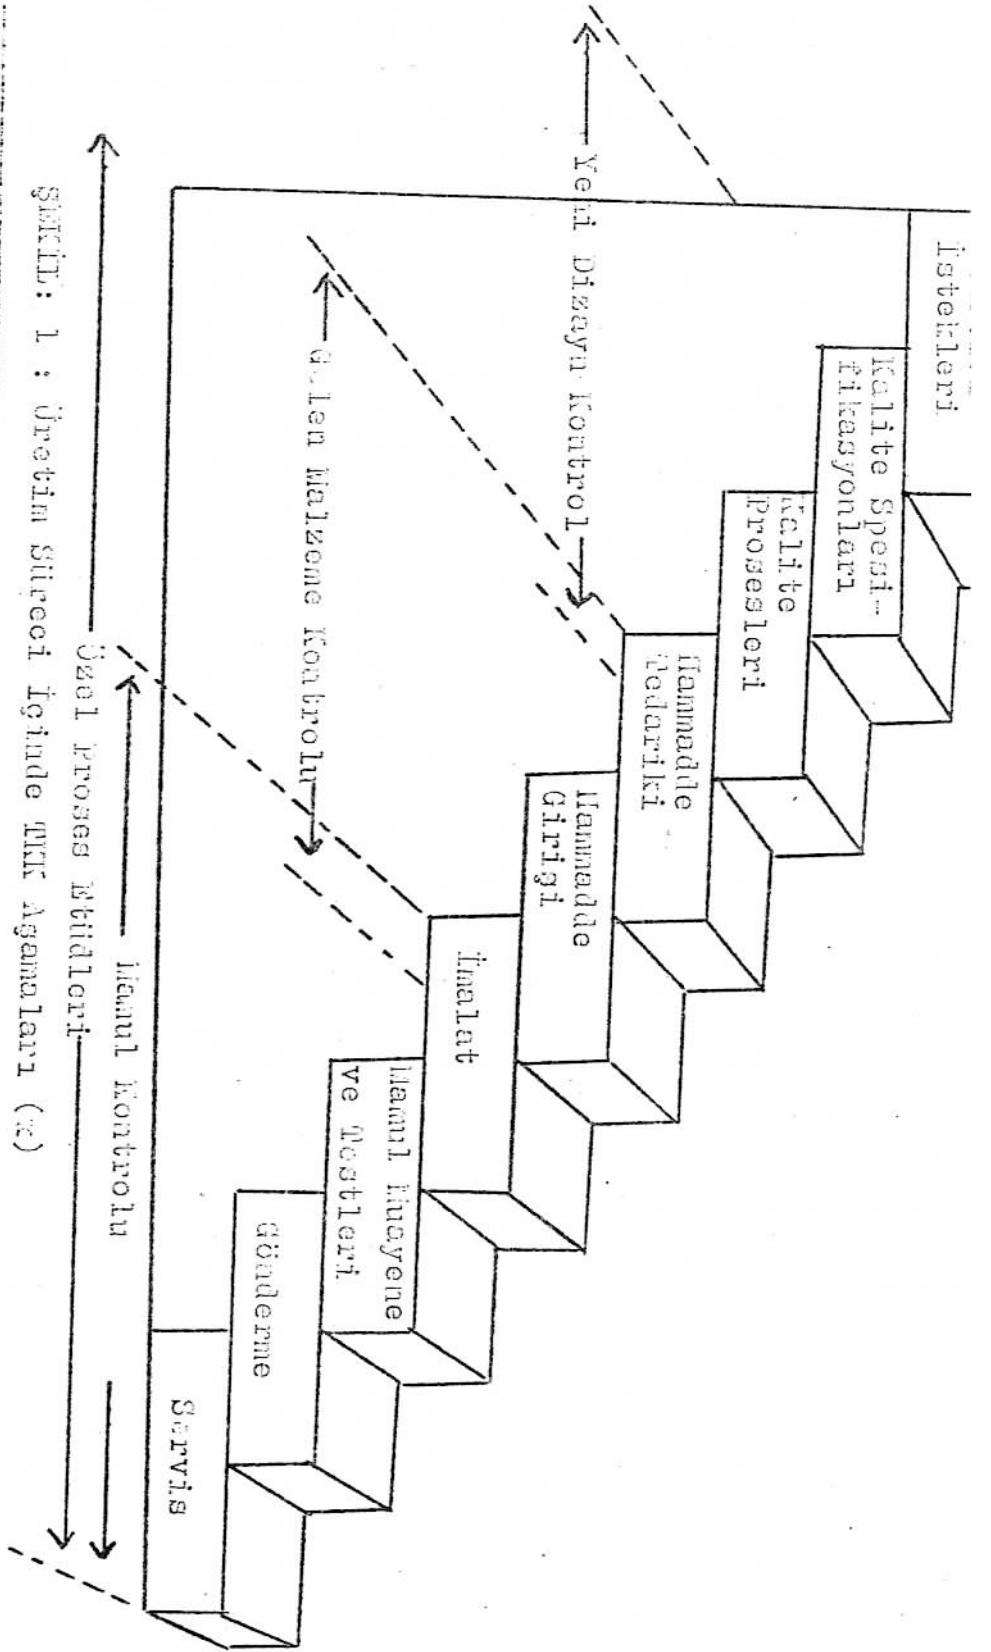 İstekleri
Kalite Spesi-
fikasyonları
Kalite
Prosesleri
Hammadde
Tedariki
Hammadde
Girişi
İmalat
Mamul Muayene
ve Testleri
Gönderme
Servis
Yeni Dizayn Kontrol
Gelen Malzeme Kontrolu
Mamul Kontrolu
Özel Proses Etüdleri
ŞEKİL: 1 : Üretim Süreci İçinde TKK Aşamaları (x)